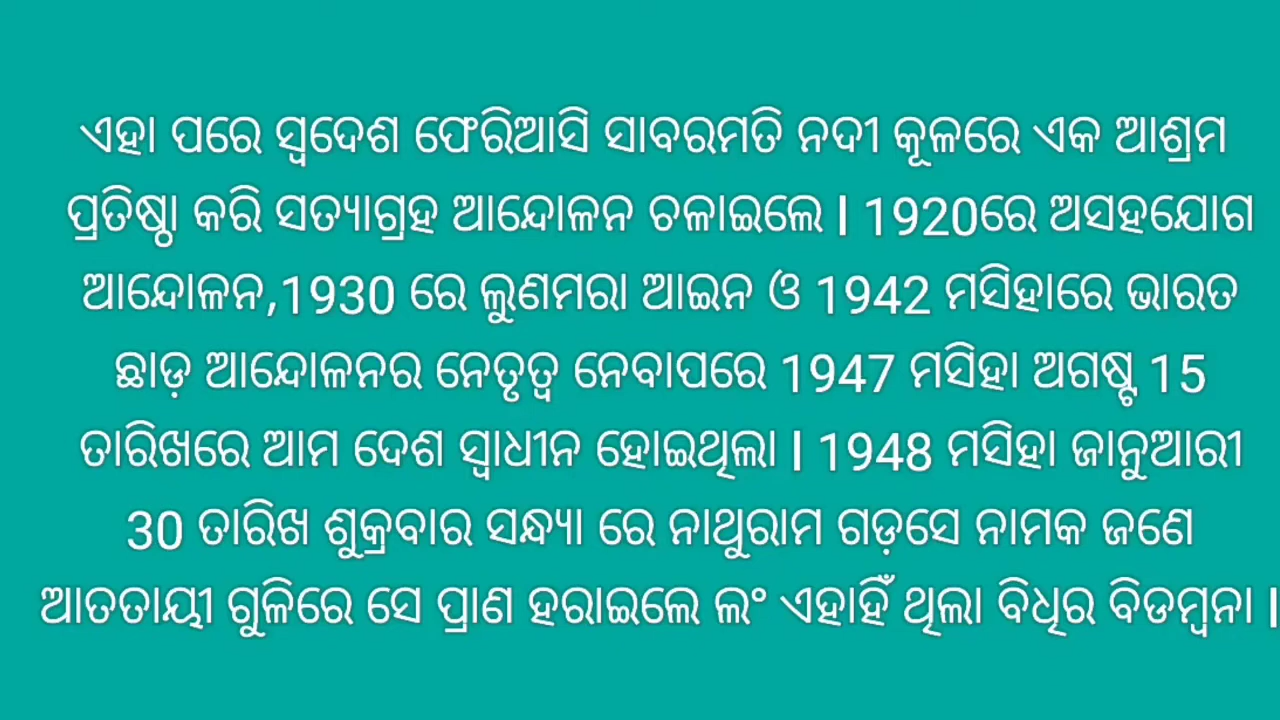 ଏହା ପରେ ସ୍ଵଦେଶ ଫେରିଆସି ସାବରମତି ନଦୀ କୂଳରେ ଏକ ଆଶ୍ରମ
ପ୍ରତିଷ୍ଠା କରି ସତ୍ୟାଗ୍ରହ ଆନ୍ଦୋଳନ ଚଳାଇଲେ | 1920ରେ ଅସହଯୋଗ
ଆନ୍ଦୋଳନ,1930 ରେ ଲୁଣମରା ଆଇନ ଓ 1942 ମସିହାରେ ଭାରତ
ଛାଡ଼ ଆନ୍ଦୋଳନର ନେତୃତ୍ୱ ନେବାପରେ 1947 ମସିହା ଅଗଷ୍ଟ 15
ତାରିଖରେ ଆମ ଦେଶ ସ୍ଵାଧୀନ ହୋଇଥିଲା | 1948 ମସିହା ଜାନୁଆରୀ
30 ତାରିଖ ଶୁକ୍ରବାର ସନ୍ଧ୍ୟା ରେ ନାଥୁରାମ ଗଡ଼ସେ ନାମକ ଜଣେ
ଆତତାୟୀ ଗୁଳିରେ ସେ ପ୍ରାଣ ହରାଇଲେ ଲଂ ଏହାହିଁ ଥିଲା ବିଧିର ବିଡମ୍ବନା |